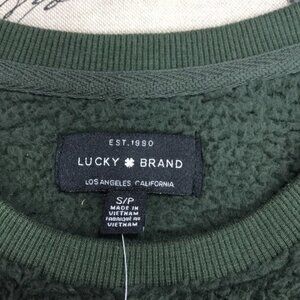 EST. 1990
LUCKY BRAND
LOS ANGELES, CALIFORNIA
S/P
MADE IN
VIETNAM
FABRIQUÉ AU
VIETNAM